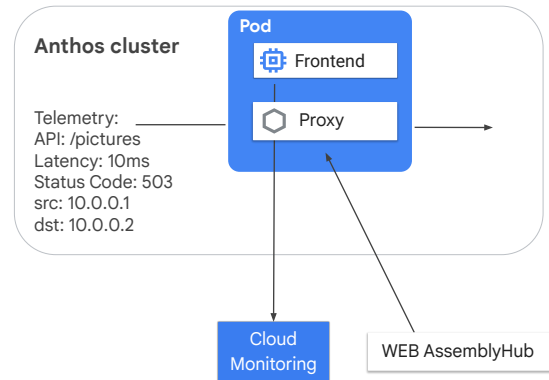 Anthos cluster
Pod
Frontend
Proxy
Telemetry:
API: /pictures
Latency: 10ms
Status Code: 503
src: 10.0.0.1
dst: 10.0.0.2
Cloud
Monitoring
WEB AssemblyHub